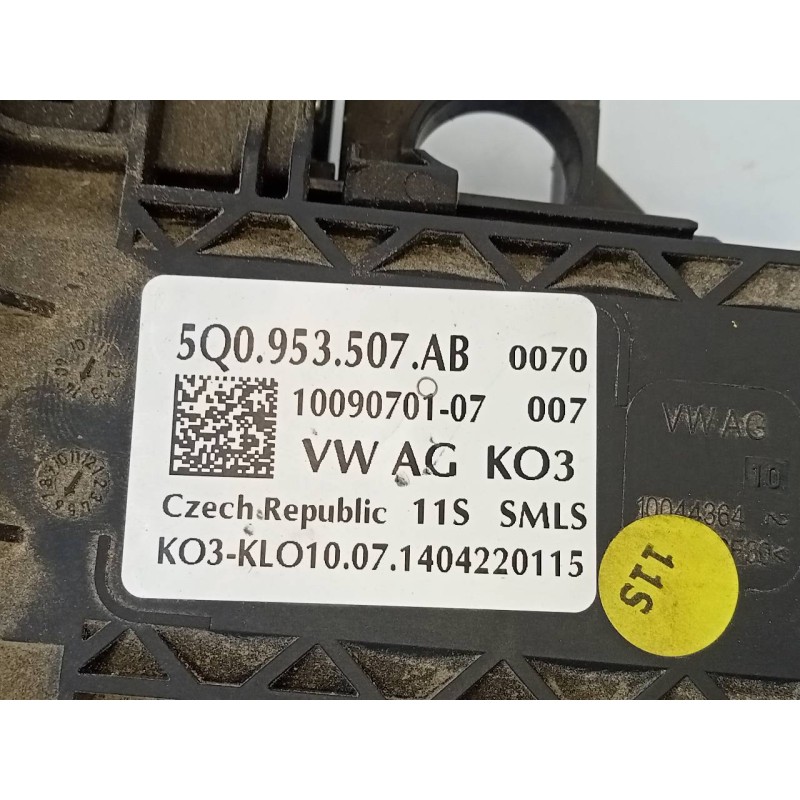 5Q0.953.507.AB 0070
10090701-07 007
VW AG KO3
Czech Republic 11S SMLS
KO3-KLO10.07.1404220115
VW AG
10
10044364
11S